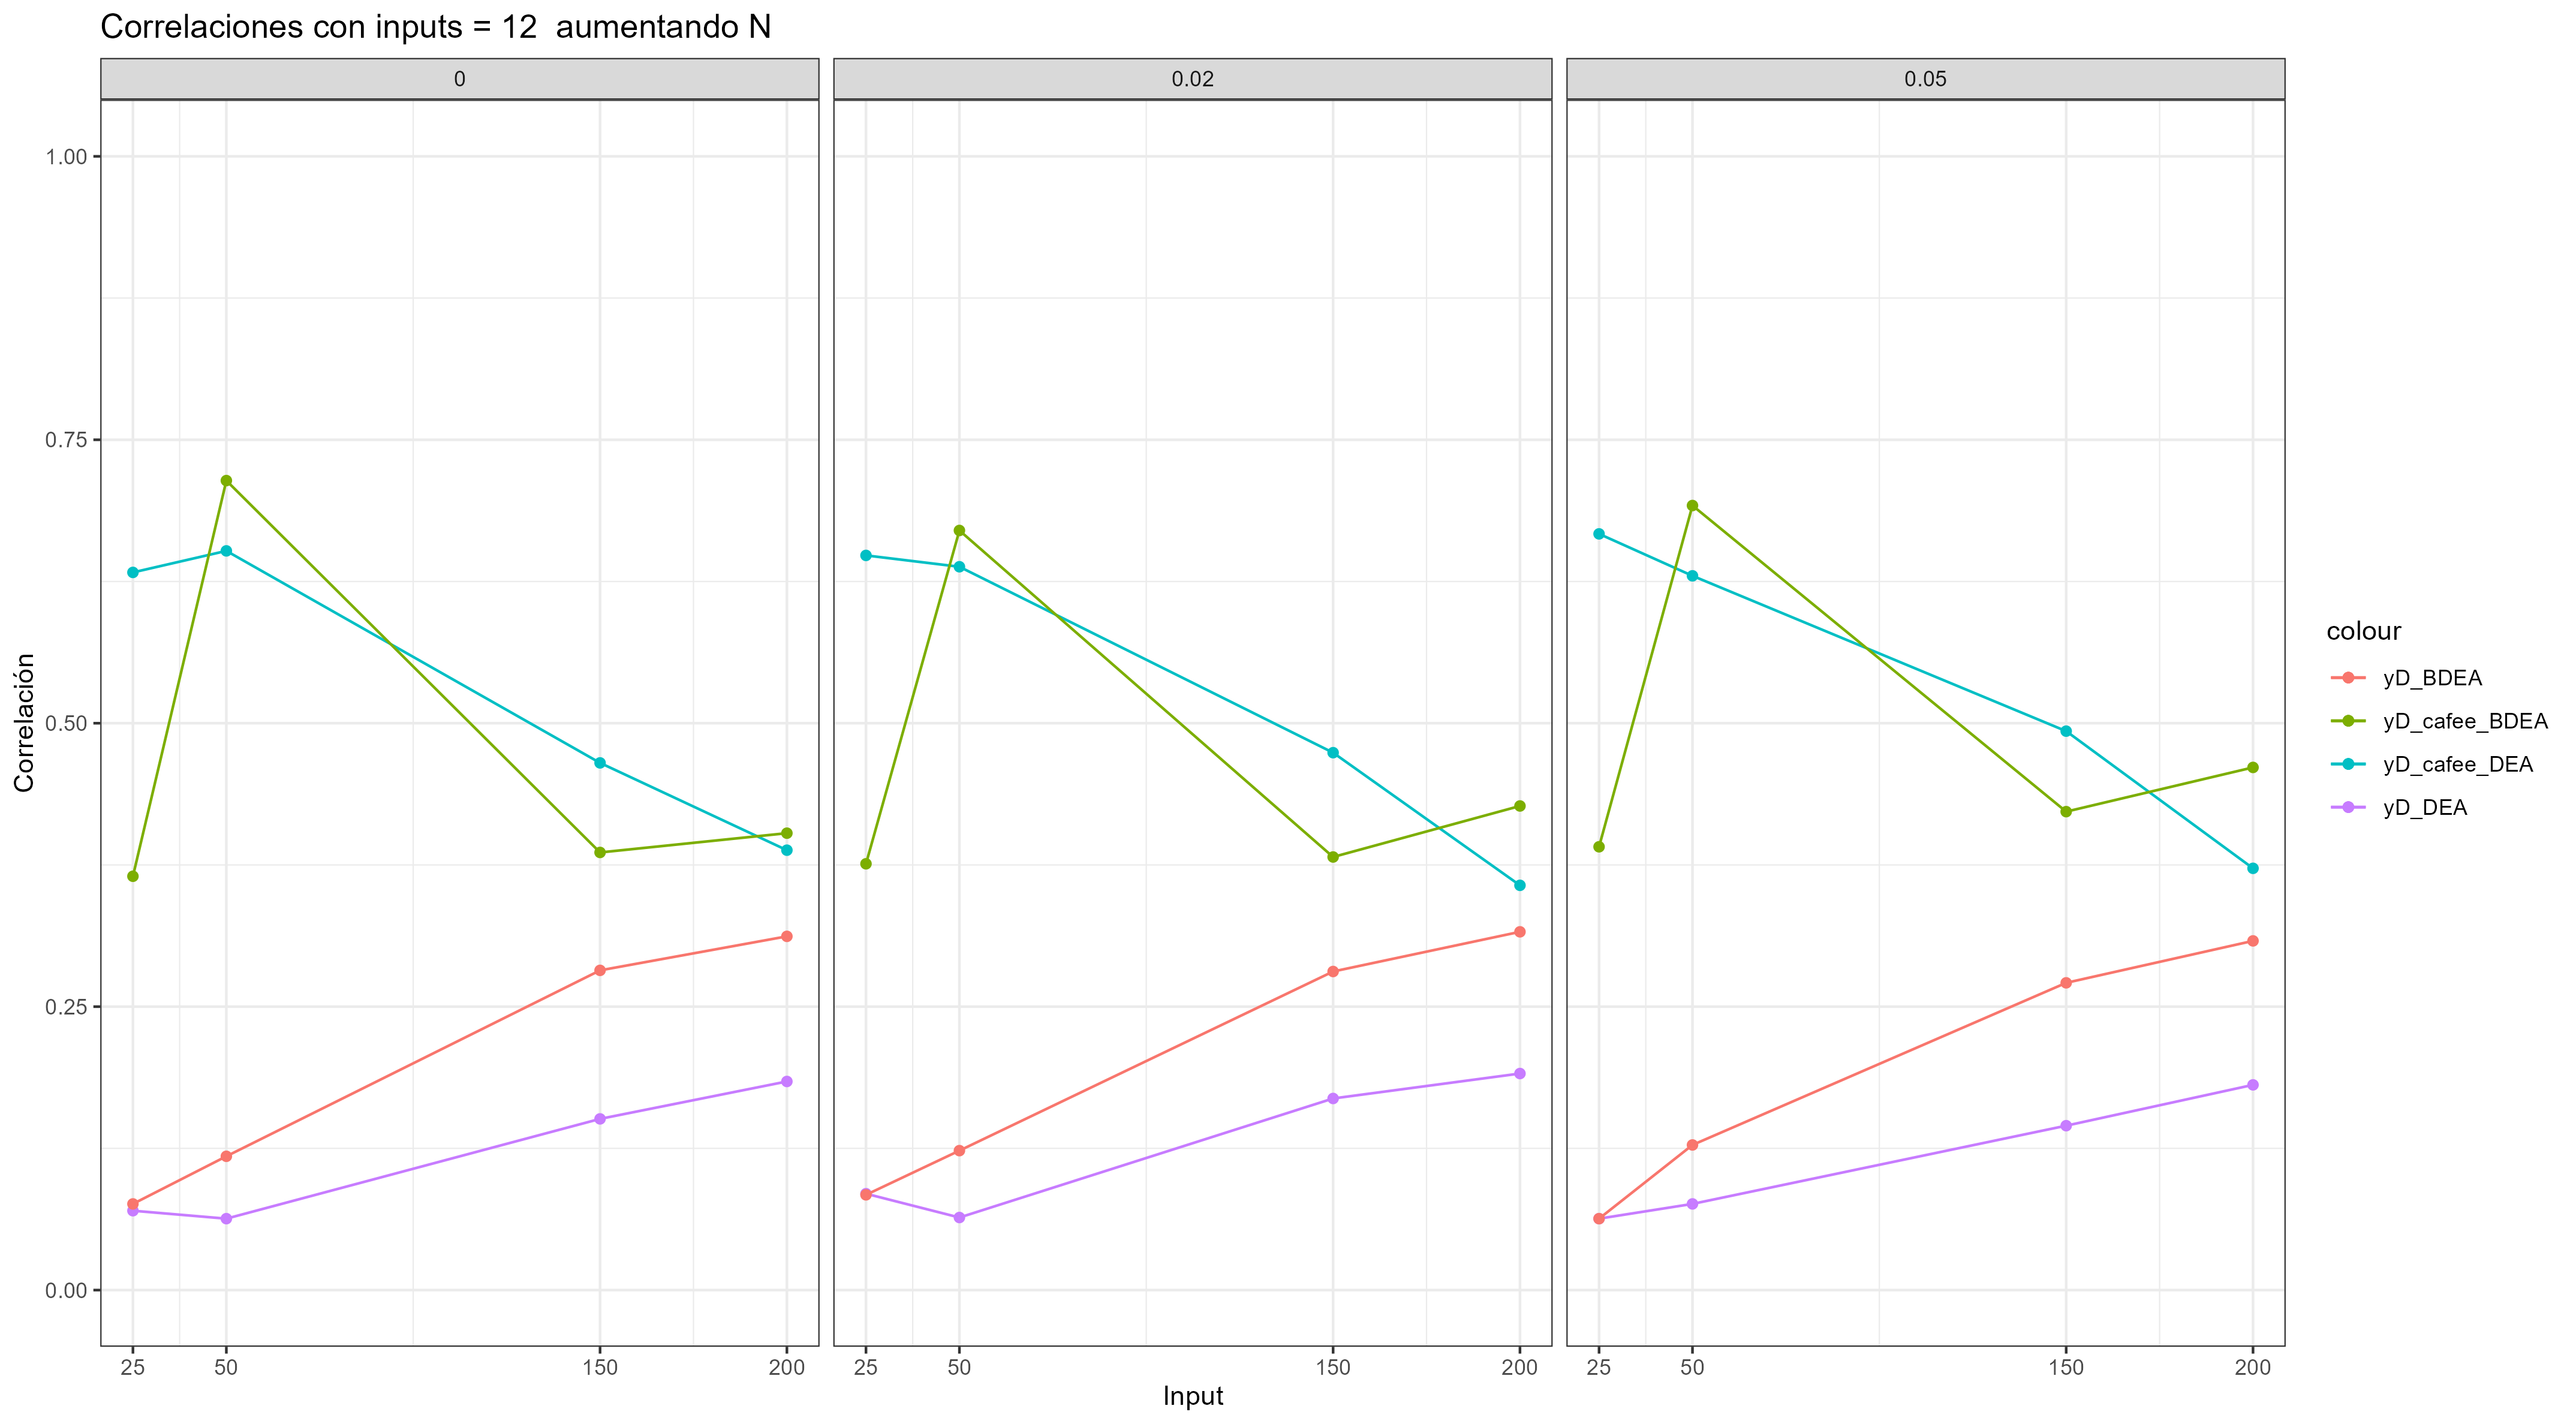 Correlaciones con inputs = 12  aumentando N
0
0.02
0.05
Correlación
1.00
0.75
0.50
0.25
0.00
25 50 150 200
25 50 150 200
25 50 150 200
Input
colour
yD_BDEA
yD_cafee_BDEA
yD_cafee_DEA
yD_DEA